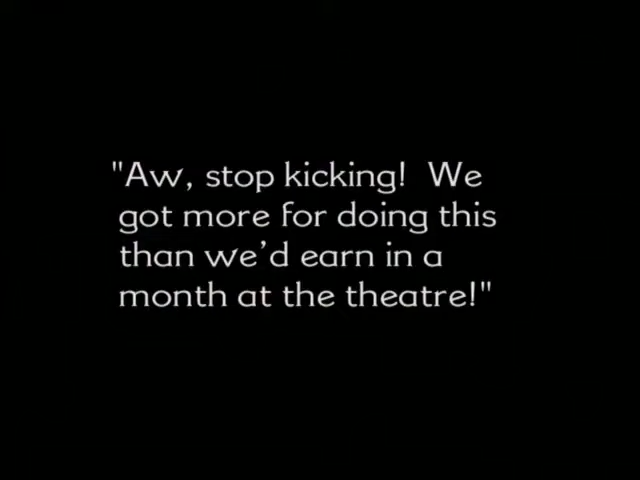 "Aw, stop kicking!  We
got more for doing this
than we’d earn in a
month at the theatre!"